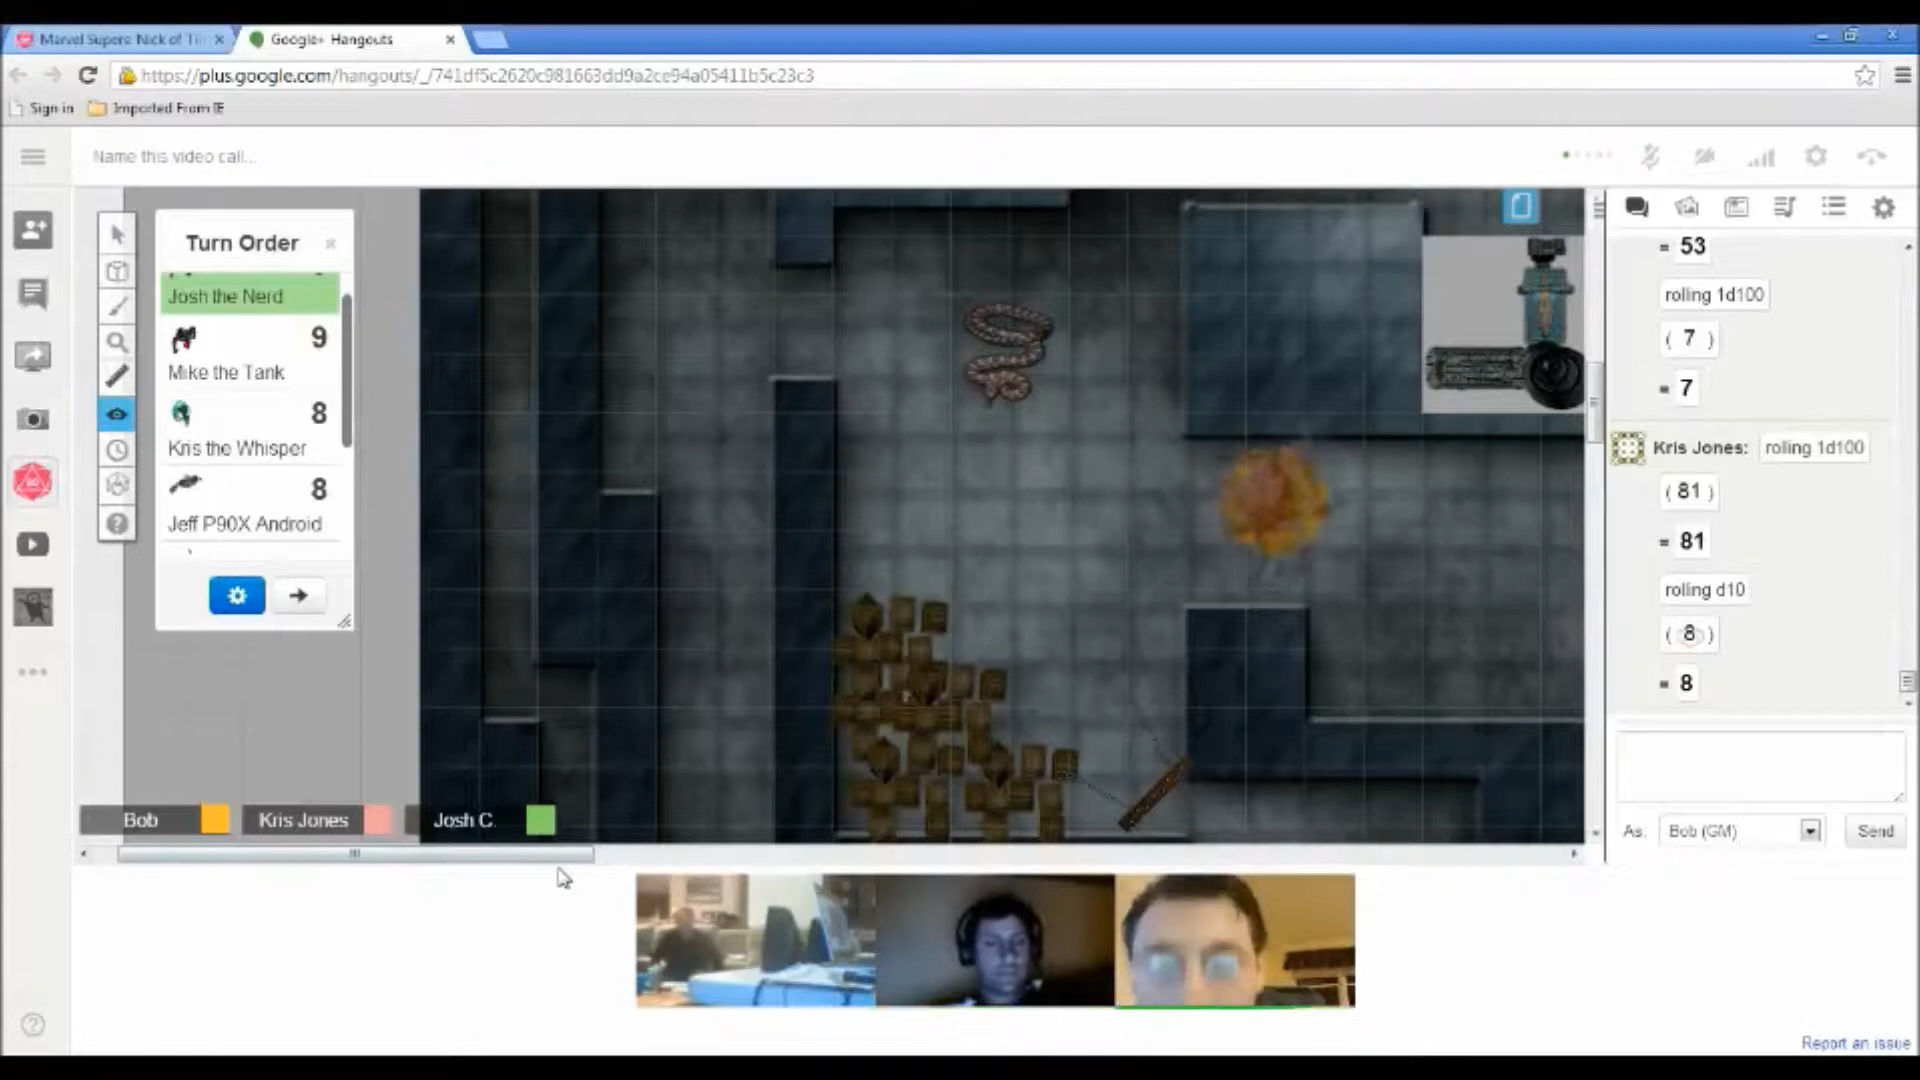 Marvel Supers: Nick of Ti
Google+ Hangouts
https://plus.google.com/hangouts/_/741df5c2620c981663dd9a2ce94a05411b5c23c3
Sign in
Imported From IE
Name this video call...
Turn Order
Josh the Nerd
9
Mike the Tank
8
Kris the Whisper
8
Jeff P90X Android
= 53
rolling 1d100
( 7 )
= 7
Kris Jones: rolling 1d100
( 81 )
= 81
rolling d10
( 8 )
= 8
Bob
Kris Jones
Josh C.
As: Bob (GM)
Send
Report an issue